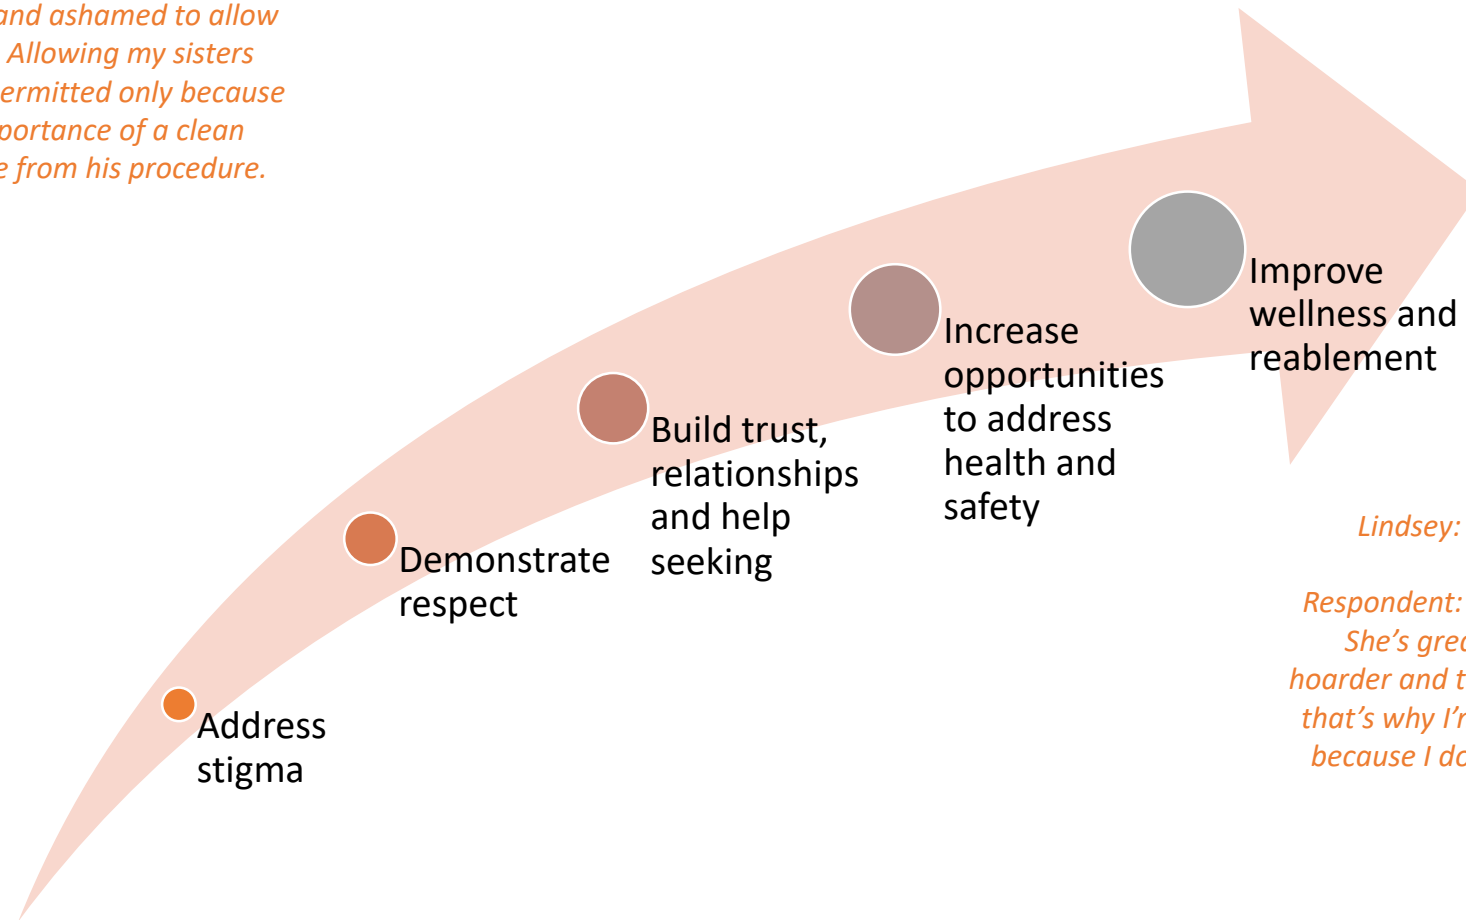 and ashamed to allow
Allowing my sisters
ermitted only because
portance of a clean
e from his procedure.
Improve
wellness and
reablement
Increase
opportunities
to address
health and
safety
Build trust,
relationships
and help
seeking
Demonstrate
respect
Address
stigma
Lindsey:
Respondent:
She’s grea
hoarder and t
that’s why I’r
because I do